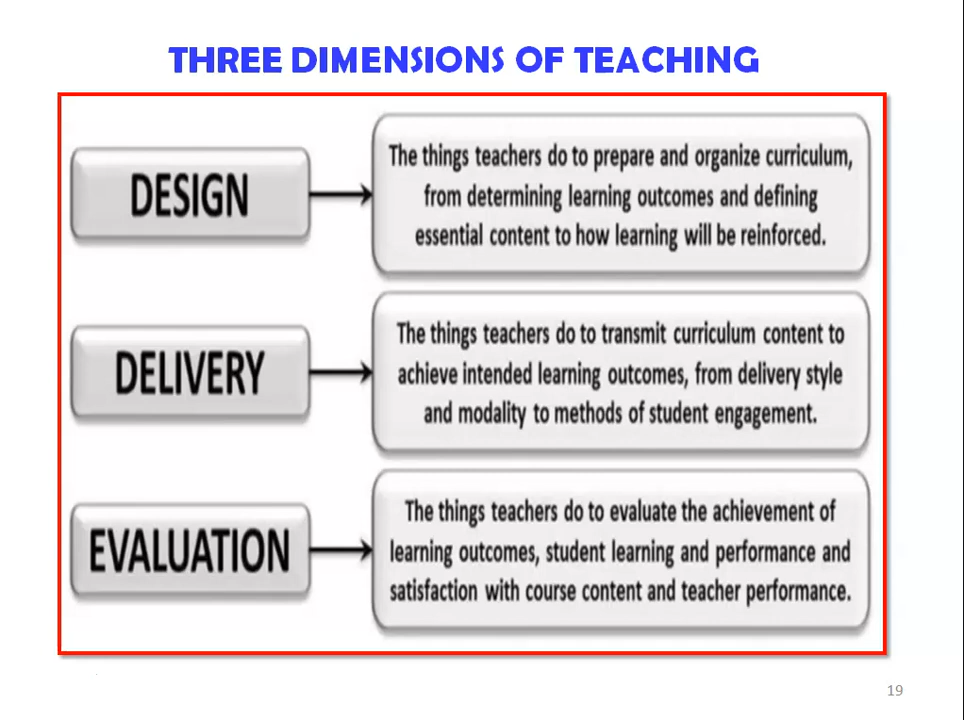 THREE DIMENSIONS OF TEACHING
DESIGN
The things teachers do to prepare and organize curriculum,
from determining learning outcomes and defining
essential content to how learning will be reinforced.
DELIVERY
The things teachers do to transmit curriculum content to
achieve intended learning outcomes, from delivery style
and modality to methods of student engagement.
EVALUATION
The things teachers do to evaluate the achievement of
learning outcomes, student learning and performance and
satisfaction with course content and teacher performance.
19